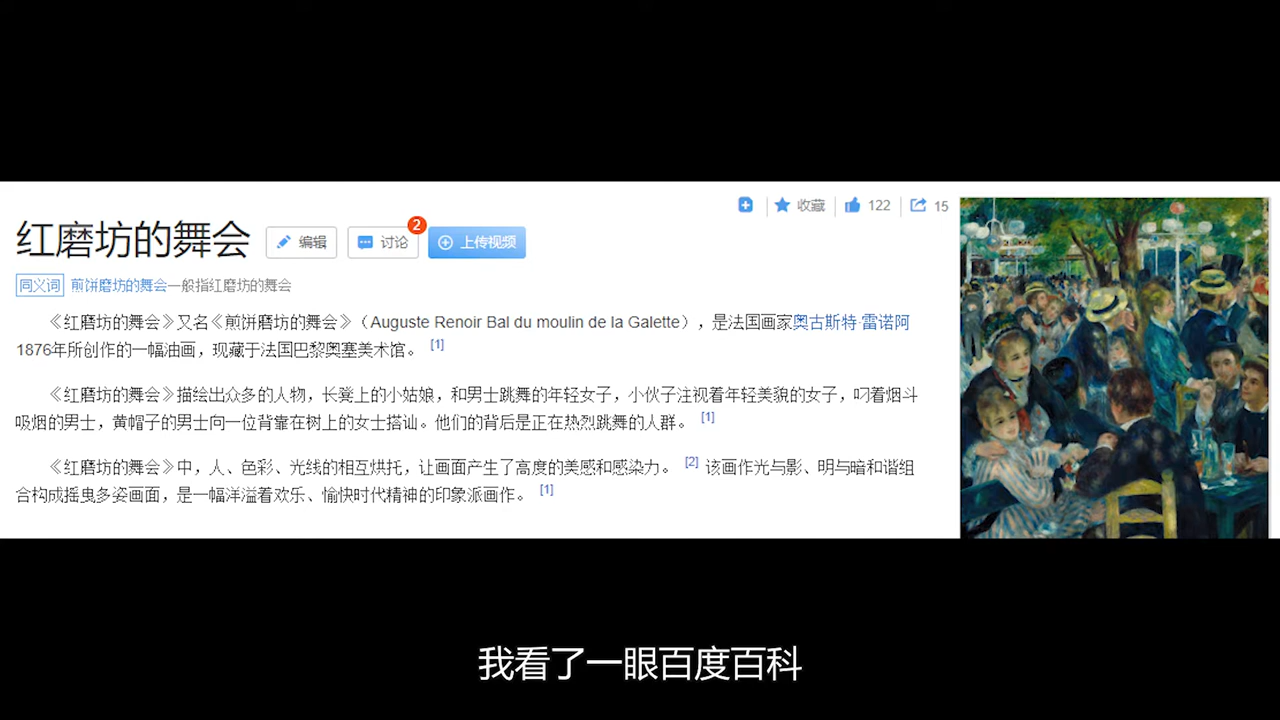 收藏 122 15
红磨坊的舞会 编辑 讨论 2 上传视频
同义词 煎饼磨坊的舞会一般指红磨坊的舞会
《红磨坊的舞会》又名《煎饼磨坊的舞会》（Auguste Renoir Bal du moulin de la Galette），是法国画家奥古斯特·雷诺阿
1876年所创作的一幅油画，现藏于法国巴黎奥塞美术馆。 [1]
《红磨坊的舞会》描绘出众多的人物，长凳上的小姑娘，和男士跳舞的年轻女子，小伙子注视着年轻美貌的女子，叼着烟斗
吸烟的男士，黄帽子的男士向一位背靠在树上的女士搭讪。他们的背后是正在热烈跳舞的人群。 [1]
《红磨坊的舞会》中，人、色彩、光线的相互烘托，让画面产生了高度的美感和感染力。 [2] 该画作光与影、明与暗和谐组
合构成摇曳多姿画面，是一幅洋溢着欢乐、愉快时代精神的印象派画作。 [1]
我看了一眼百度百科